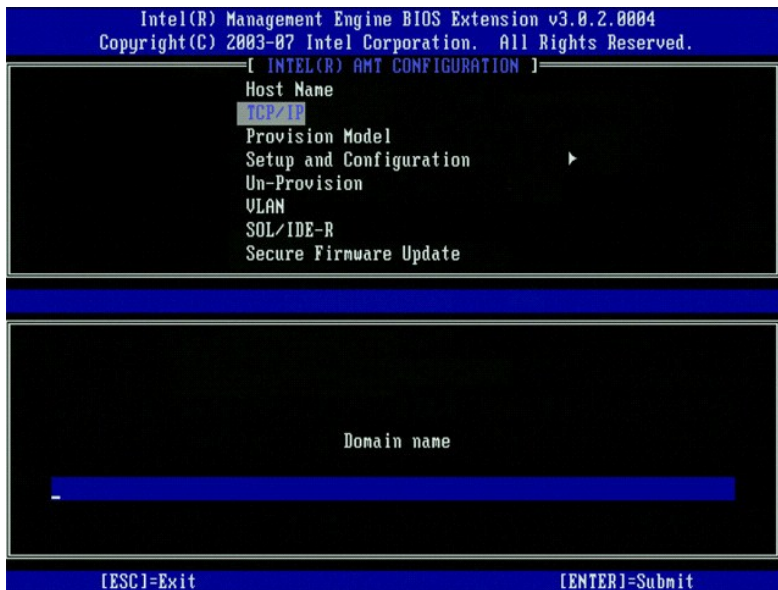 Intel(R) Management Engine BIOS Extension v3.0.2.0004
Copyright(C) 2003-07 Intel Corporation. All Rights Reserved.
[ INTEL(R) AMT CONFIGURATION ]
Host Name
TCP/IP
Provision Model
Setup and Configuration
Un-Provision
VLAN
SOL/IDE-R
Secure Firmware Update
Domain name
[ESC]=Exit [ENTER]=Submit